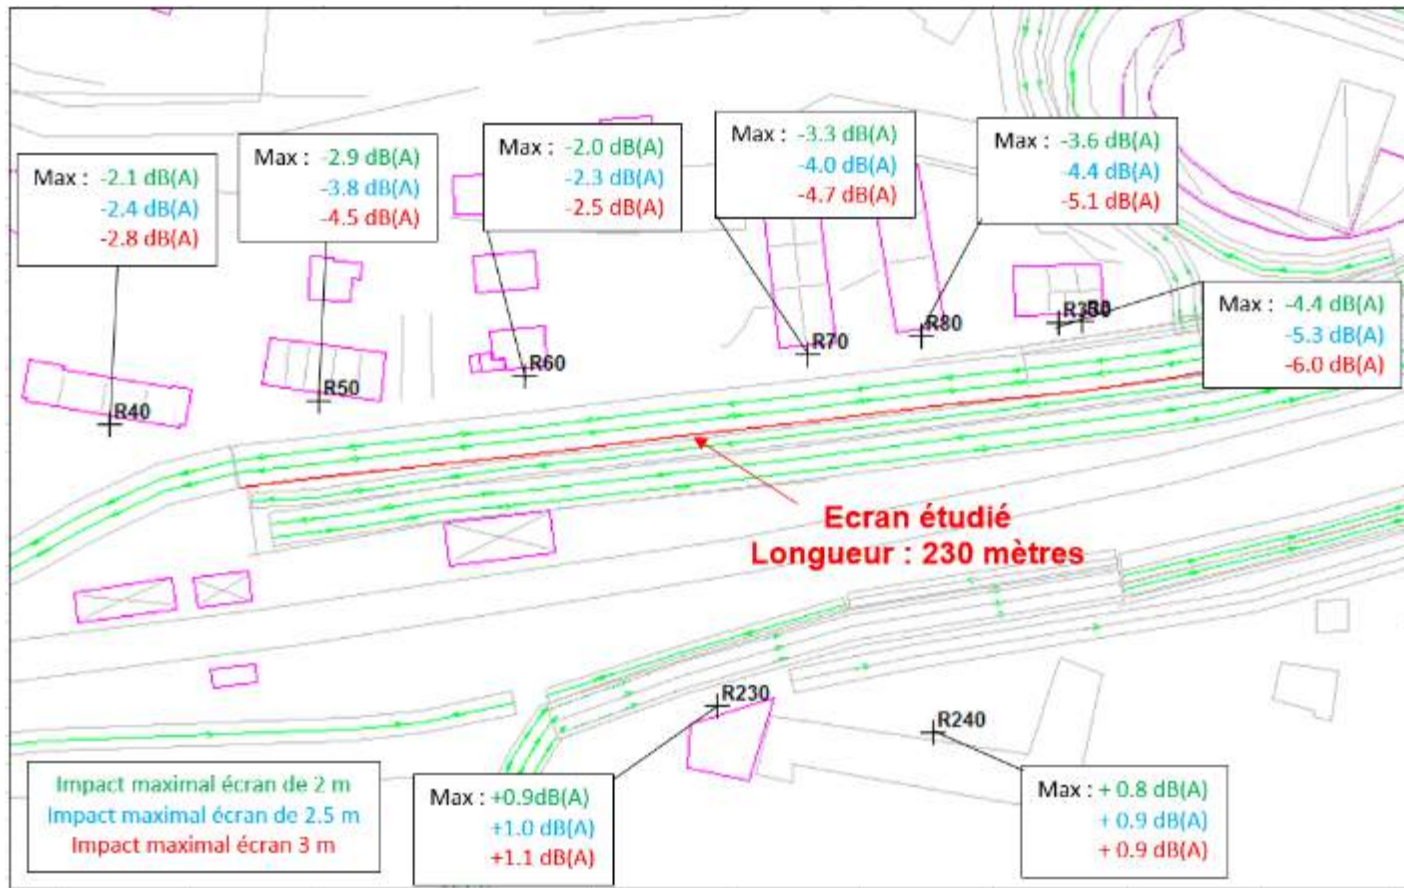 Max : -2.1 dB(A)
-2.4 dB(A)
-2.8 dB(A)
Max : -2.9 dB(A)
-3.8 dB(A)
-4.5 dB(A)
Max : -2.0 dB(A)
-2.3 dB(A)
-2.5 dB(A)
Max : -3.3 dB(A)
-4.0 dB(A)
-4.7 dB(A)
Max : -3.6 dB(A)
-4.4 dB(A)
-5.1 dB(A)
Max : -4.4 dB(A)
-5.3 dB(A)
-6.0 dB(A)
R40
R50
R60
R70
R80
Ecran étudié
Longueur : 230 mètres
R230
R240
Impact maximal écran de 2 m
Impact maximal écran de 2.5 m
Impact maximal écran 3 m
Max : +0.9dB(A)
+1.0 dB(A)
+1.1 dB(A)
Max : + 0.8 dB(A)
+ 0.9 dB(A)
+ 0.9 dB(A)